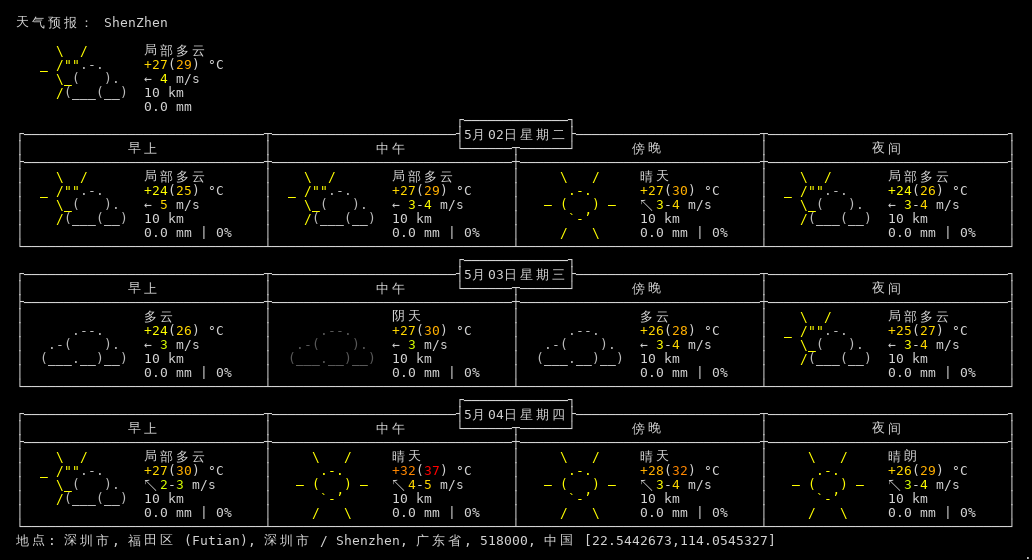 天气预报： ShenZhen
局部多云
+27(29) °C
← 4 m/s
10 km
0.0 mm
5月02日星期二
早上 中午 傍晚 夜间
局部多云 局部多云 晴天 局部多云
+24(25) °C +27(29) °C +27(30) °C +24(26) °C
← 5 m/s ← 3-4 m/s ↖ 3-4 m/s ← 3-4 m/s
10 km 10 km 10 km 10 km
0.0 mm | 0% 0.0 mm | 0% 0.0 mm | 0% 0.0 mm | 0%
5月03日星期三
早上 中午 傍晚 夜间
多云 阴天 多云 局部多云
+24(26) °C +27(30) °C +26(28) °C +25(27) °C
← 3 m/s ← 3 m/s ← 3-4 m/s ← 3-4 m/s
10 km 10 km 10 km 10 km
0.0 mm | 0% 0.0 mm | 0% 0.0 mm | 0% 0.0 mm | 0%
5月04日星期四
早上 中午 傍晚 夜间
局部多云 晴天 晴天 晴朗
+27(30) °C +32(37) °C +28(32) °C +26(29) °C
↖ 2-3 m/s ↖ 4-5 m/s ↖ 3-4 m/s ↖ 3-4 m/s
10 km 10 km 10 km 10 km
0.0 mm | 0% 0.0 mm | 0% 0.0 mm | 0% 0.0 mm | 0%
地点: 深圳市, 福田区 (Futian), 深圳市 / Shenzhen, 广东省, 518000, 中国 [22.5442673,114.0545327]